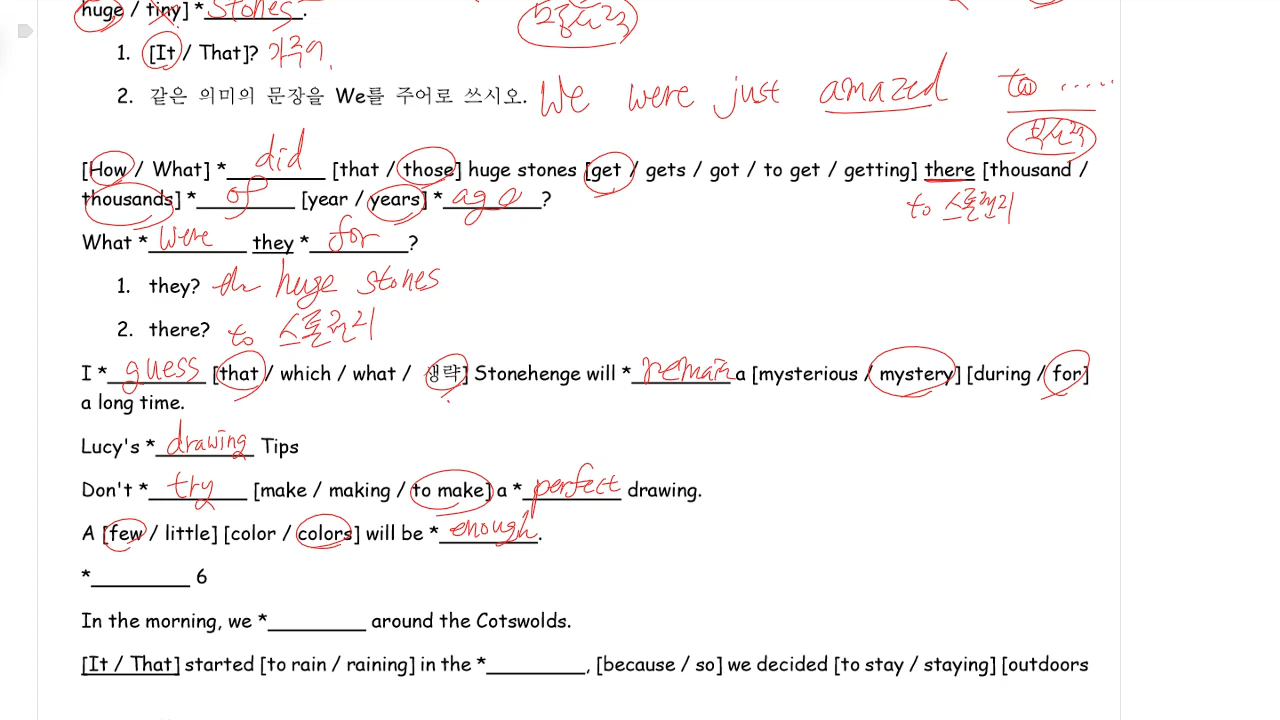 huge / tiny] *stones.
부정사구
1. [It / That]? 가주어
2. 같은 의미의 문장을 We를 주어로 쓰시오. We were just amazed to ......
[How / What] *did [that / those] huge stones [get / gets / got / to get / getting] there [thousand /
thousands] *of [year / years] *ago?
to 스톤헨지
What *were they *for?
1. they? the huge stones
2. there? to 스톤헨지
I *guess [that / which / what / 생략] Stonehenge will *remain a [mysterious / mystery] [during / for]
a long time.
Lucy's *drawing Tips
Don't *try [make / making / to make] a *perfect drawing.
A [few / little] [color / colors] will be *enough.
*__________ 6
In the morning, we *__________ around the Cotswolds.
[It / That] started [to rain / raining] in the *__________, [because / so] we decided [to stay / staying] [outdoors